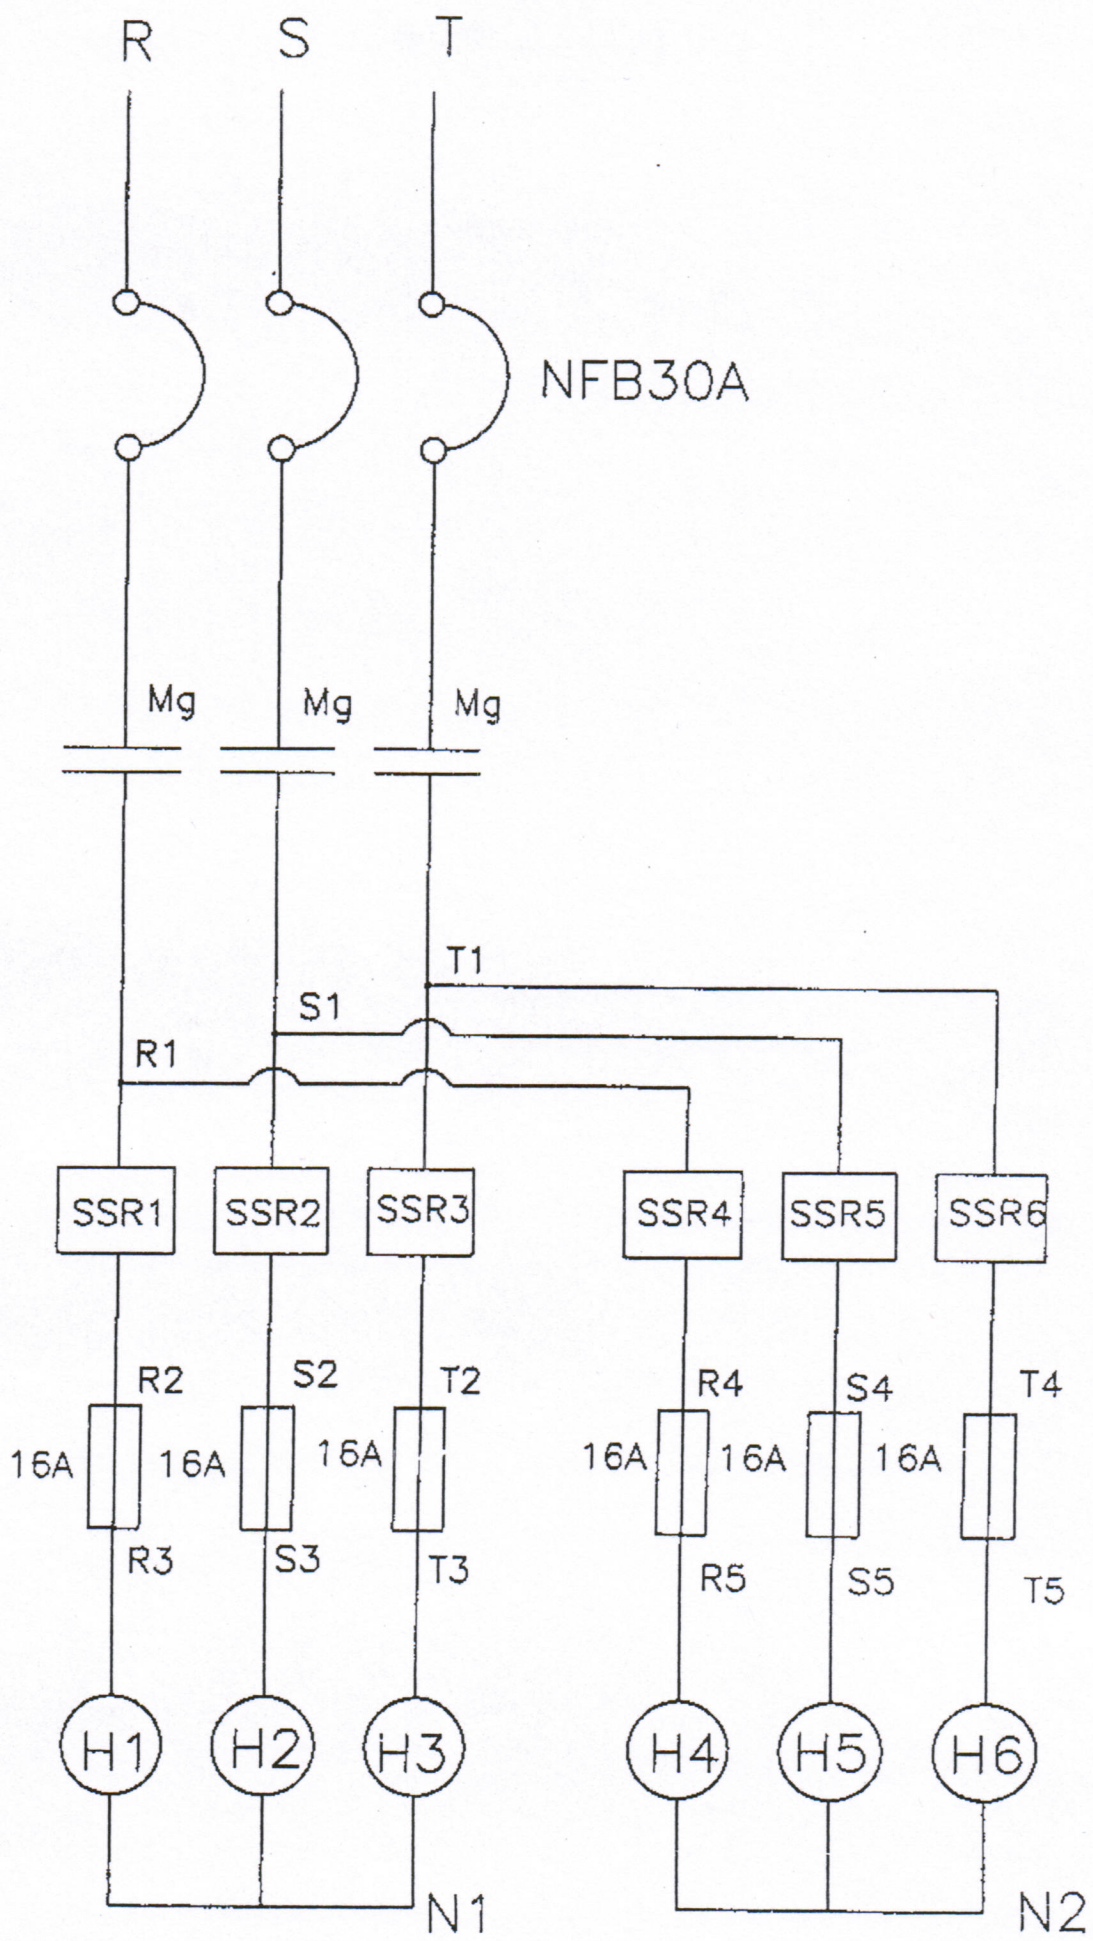 R S T
NFB30A
Mg Mg Mg
T1
S1
R1
SSR1 SSR2 SSR3 SSR4 SSR5 SSR6
R2 S2 T2 R4 S4 T4
16A 16A 16A 16A 16A 16A
R3 S3 T3 R5 S5 T5
H1 H2 H3 H4 H5 H6
N1 N2